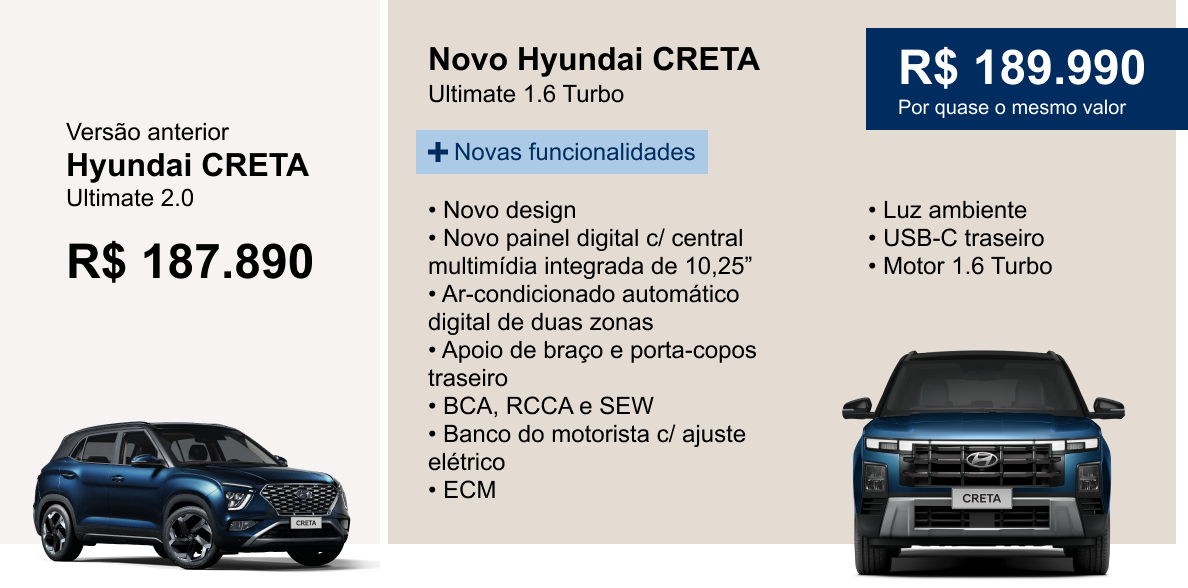 Versão anterior
Hyundai CRETA
Ultimate 2.0
R$ 187.890
CRETA
Novo Hyundai CRETA
Ultimate 1.6 Turbo
+ Novas funcionalidades
• Novo design
• Novo painel digital c/ central
multimídia integrada de 10,25”
• Ar-condicionado automático
digital de duas zonas
• Apoio de braço e porta-copos
traseiro
• BCA, RCCA e SEW
• Banco do motorista c/ ajuste
elétrico
• ECM
R$ 189.990
Por quase o mesmo valor
• Luz ambiente
• USB-C traseiro
• Motor 1.6 Turbo
CRETA